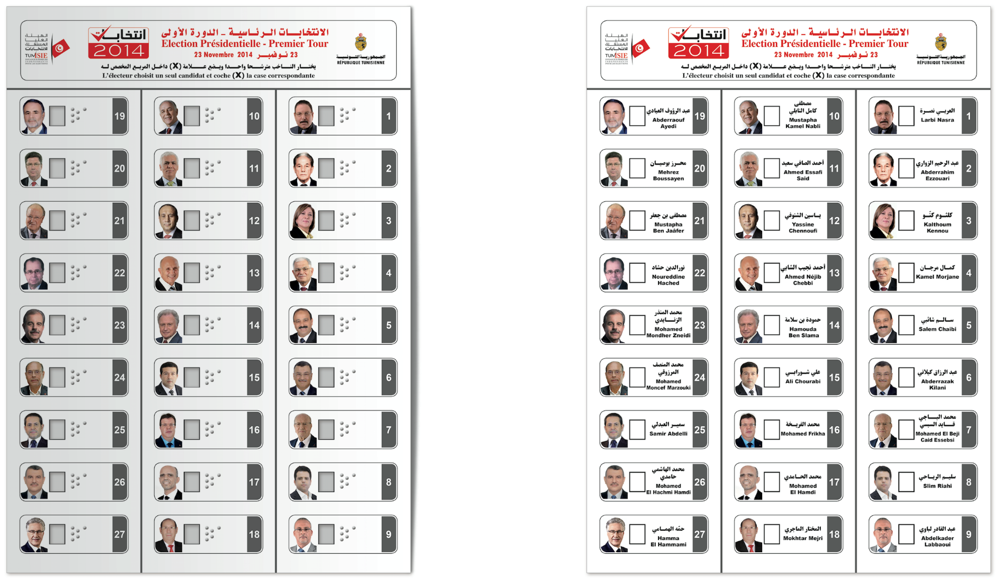 الهيئة
العليا
المستقلة
للانتخابات
TUNISIE
INSTANCE SUPERIEURE
INDEPENDANTE
POUR LES ELECTIONS
انتخابات
2014
الانتخابات الرئاسية - الدورة الأولى
Election Présidentielle - Premier Tour
23 Novembre 2014 نوفمبر 23
الجمهورية التونسية
RÉPUBLIQUE TUNISIENNE
يختار الناخب مترشحا واحدا ويضع علامة (X) داخل المربع المخصص له
L'électeur choisit un seul candidat et coche (X) la case correspondante
19
10
1
20
11
2
21
12
3
22
13
4
23
14
5
24
15
6
25
16
7
26
17
8
27
18
9
الهيئة
العليا
المستقلة
للانتخابات
TUNISIE
INSTANCE SUPERIEURE
INDEPENDANTE
POUR LES ELECTIONS
انتخابات
2014
الانتخابات الرئاسية - الدورة الأولى
Election Présidentielle - Premier Tour
23 Novembre 2014 نوفمبر 23
الجمهورية التونسية
RÉPUBLIQUE TUNISIENNE
يختار الناخب مترشحا واحدا ويضع علامة (X) داخل المربع المخصص له
L'électeur choisit un seul candidat et coche (X) la case correspondante
العربي نصرة
Larbi Nasra
1
عبد الرحيم الزواري
Abderrahim
Ezzouari
2
كلثوم كنّو
Kalthoum
Kennou
3
كمال مرجان
Kamel Morjane
4
سالم شائبي
Salem Chaibi
5
عبد الرزاق كيلاني
Abderrazak
Kilani
6
محمد الباجي
قايد السبسي
Mohamed El Beji
Caid Essebsi
7
سليم الرياحي
Slim Riahi
8
عبد القادر لباوي
Abdelkader
Labbaoui
9
مصطفى
كامل النابلي
Mustapha
Kamel Nabli
10
أحمد الصافي سعيد
Ahmed Essafi
Said
11
ياسين الشنوفي
Yassine
Chennoufi
12
أحمد نجيب الشابي
Ahmed Néjib
Chebbi
13
حمودة بن سلامة
Hamouda
Ben Slama
14
علي شورابي
Ali Chourabi
15
محمد الفريخة
Mohamed Frikha
16
محمد الحامدي
Mohamed
El Hamdi
17
المختار الماجري
Mokhtar Mejri
18
عبد الرؤوف العيادي
Abderraouf
Ayedi
19
محرز بوصيان
Mehrez
Boussayen
20
مصطفى بن جعفر
Mustapha
Ben Jaâfer
21
نورالدين حشاد
Noureddine
Hached
22
محمد المنذر
الزنايدي
Mohamed
Mondher Zneidi
23
محمد المنصف
المرزوقي
Mohamed
Moncef Marzouki
24
سمير العبدلي
Samir Abdelli
25
محمد الهاشمي
حامدي
Mohamed
El Hachmi Hamdi
26
حمّه الهمامي
Hamma
El Hammami
27